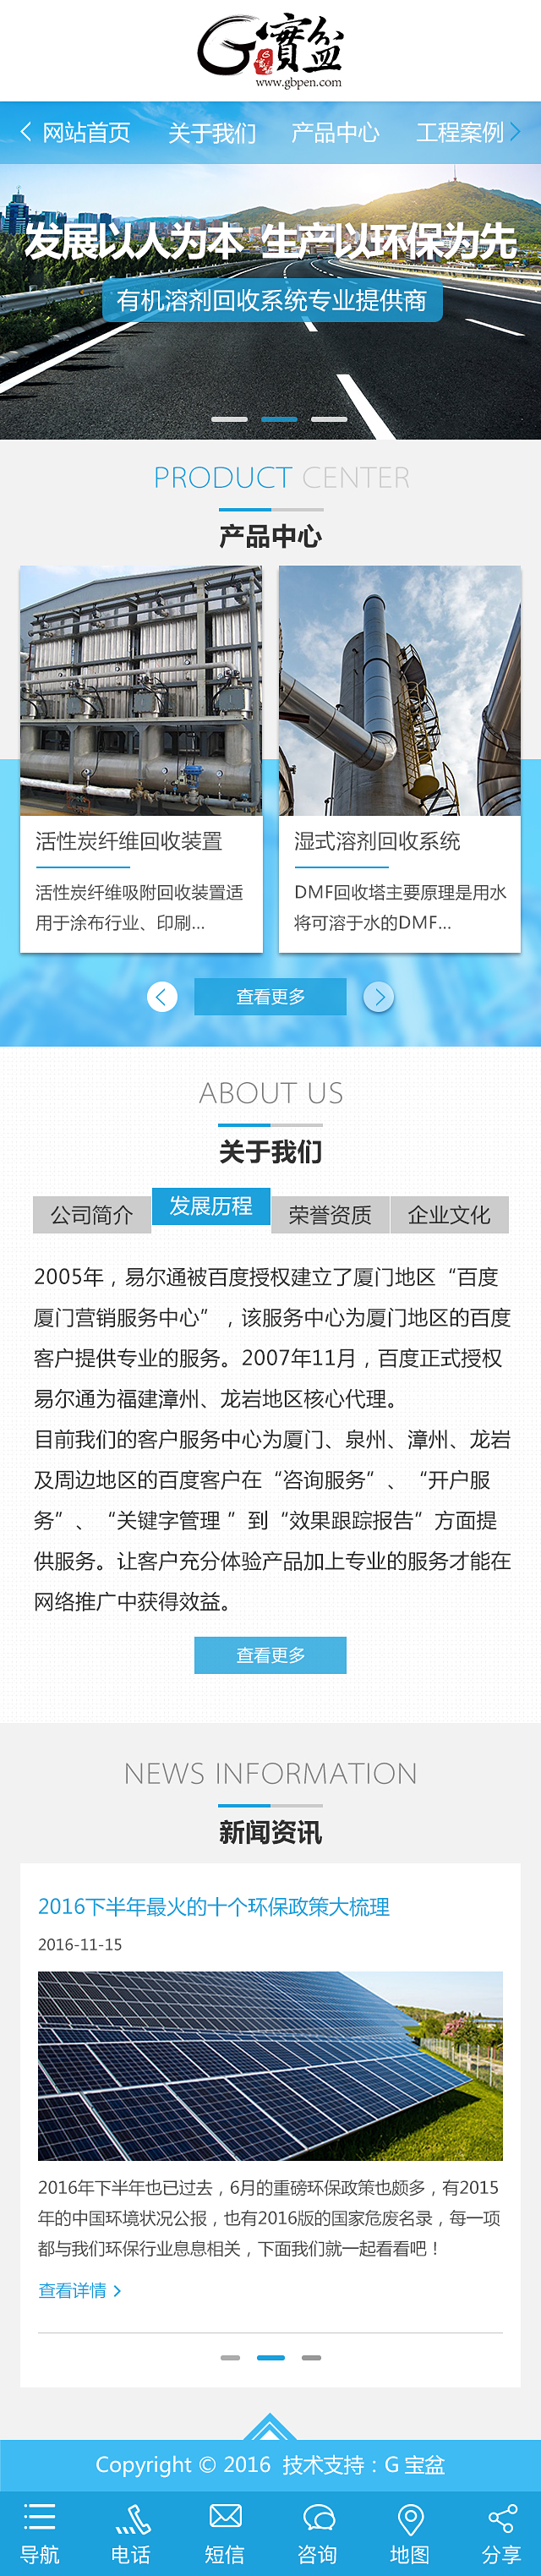 G寶盆
www.gbpen.com
网站首页 关于我们 产品中心 工程案例
发展以人为本 生产以环保为先
有机溶剂回收系统专业提供商
PRODUCT CENTER
产品中心
活性炭纤维回收装置
活性炭纤维吸附回收装置适
用于涂布行业、印刷...
湿式溶剂回收系统
DMF回收塔主要原理是用水
将可溶于水的DMF...
查看更多
ABOUT US
关于我们
公司简介 发展历程 荣誉资质 企业文化
2005年，易尔通被百度授权建立了厦门地区“百度
厦门营销服务中心”，该服务中心为厦门地区的百度
客户提供专业的服务。2007年11月，百度正式授权
易尔通为福建漳州、龙岩地区核心代理。
目前我们的客户服务中心为厦门、泉州、漳州、龙岩
及周边地区的百度客户在“咨询服务”、“开户服
务”、“关键字管理 ”到“效果跟踪报告”方面提
供服务。让客户充分体验产品加上专业的服务才能在
网络推广中获得效益。
查看更多
NEWS INFORMATION
新闻资讯
2016下半年最火的十个环保政策大梳理
2016-11-15
2016年下半年也已过去，6月的重磅环保政策也颇多，有2015
年的中国环境状况公报，也有2016版的国家危废名录，每一项
都与我们环保行业息息相关，下面我们就一起看看吧！
查看详情
Copyright © 2016 技术支持：G 宝盆
导航 电话 短信 咨询 地图 分享